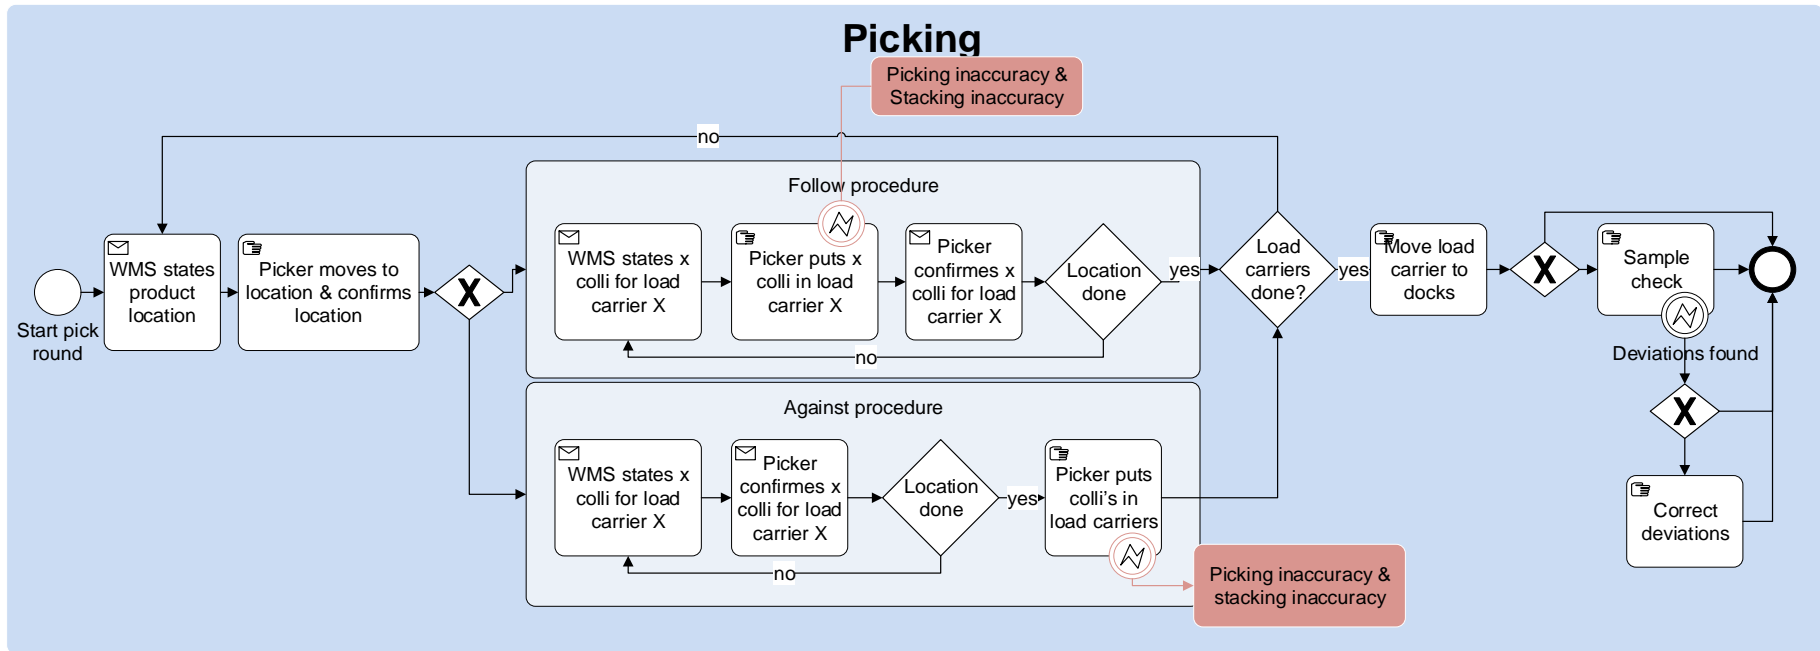 Picking
Picking inaccuracy &
Stacking inaccuracy
no
Follow procedure
Start pick
round
WMS states
product
location
Picker moves to
location & confirms
location
X
WMS states x
colli for load
carrier X
Picker puts x
colli in load
carrier X
Picker
confirmes x
colli for load
carrier X
Location
done
yes
no
Load
carriers
done?
yes
Move load
carrier to
docks
X
Sample
check
Deviations found
X
Correct
deviations
Against procedure
WMS states x
colli for load
carrier X
Picker
confirmes x
colli for load
carrier X
Location
done
yes
no
Picker puts
colli's in
load carriers
Picking inaccuracy &
stacking inaccuracy